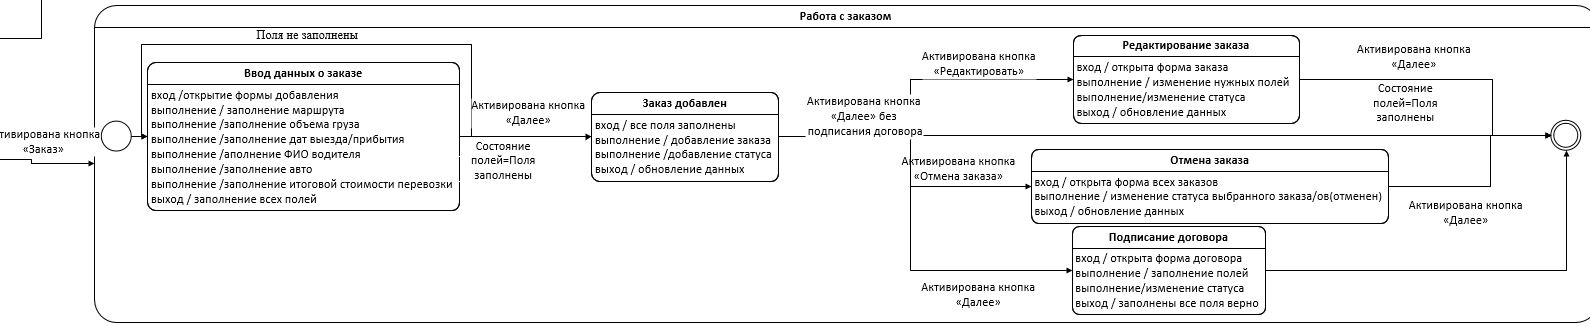 Работа с заказом
Поля не заполнены
тивирована кнопка
«Заказ»
Ввод данных о заказе
вход /открытие формы добавления
выполнение / заполнение маршрута
выполнение /заполнение объема груза
выполнение /заполнение дат выезда/прибытия
выполнение /аполнение ФИО водителя
выполнение /заполнение авто
выполнение /заполнение итоговой стоимости перевозки
выход / заполнение всех полей
Активирована кнопка
«Далее»
Состояние
полей=Поля
заполнены
Заказ добавлен
вход / все поля заполнены
выполнение / добавление заказа
выполнение /добавление статуса
выход / обновление данных
Активирована кнопка
«Далее» без
подписания договора
Активирована кнопка
«Редактировать»
Редактирование заказа
вход / открыта форма заказа
выполнение / изменение нужных полей
выполнение/изменение статуса
выход / обновление данных
Активирована кнопка
«Далее»
Состояние
полей=Поля
заполнены
Активирована кнопка
«Отмена заказа»
Отмена заказа
вход / открыта форма всех заказов
выполнение / изменение статуса выбранного заказа/ов(отменен)
выход / обновление данных
Активирована кнопка
«Далее»
Активирована кнопка
«Далее»
Подписание договора
вход / открыта форма договора
выполнение / заполнение полей
выполнение/изменение статуса
выход / заполнены все поля верно